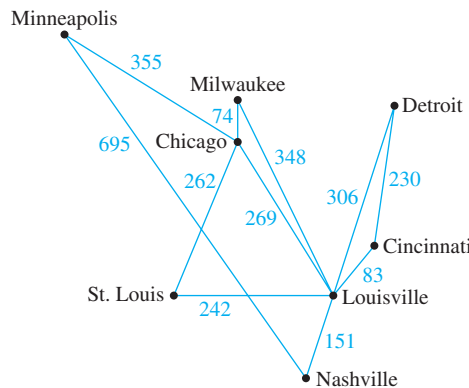 Minneapolis
355
Milwaukee
74
Detroit
695
Chicago
348
262
306
230
269
Cincinnati
83
St. Louis
242
Louisville
151
Nashville